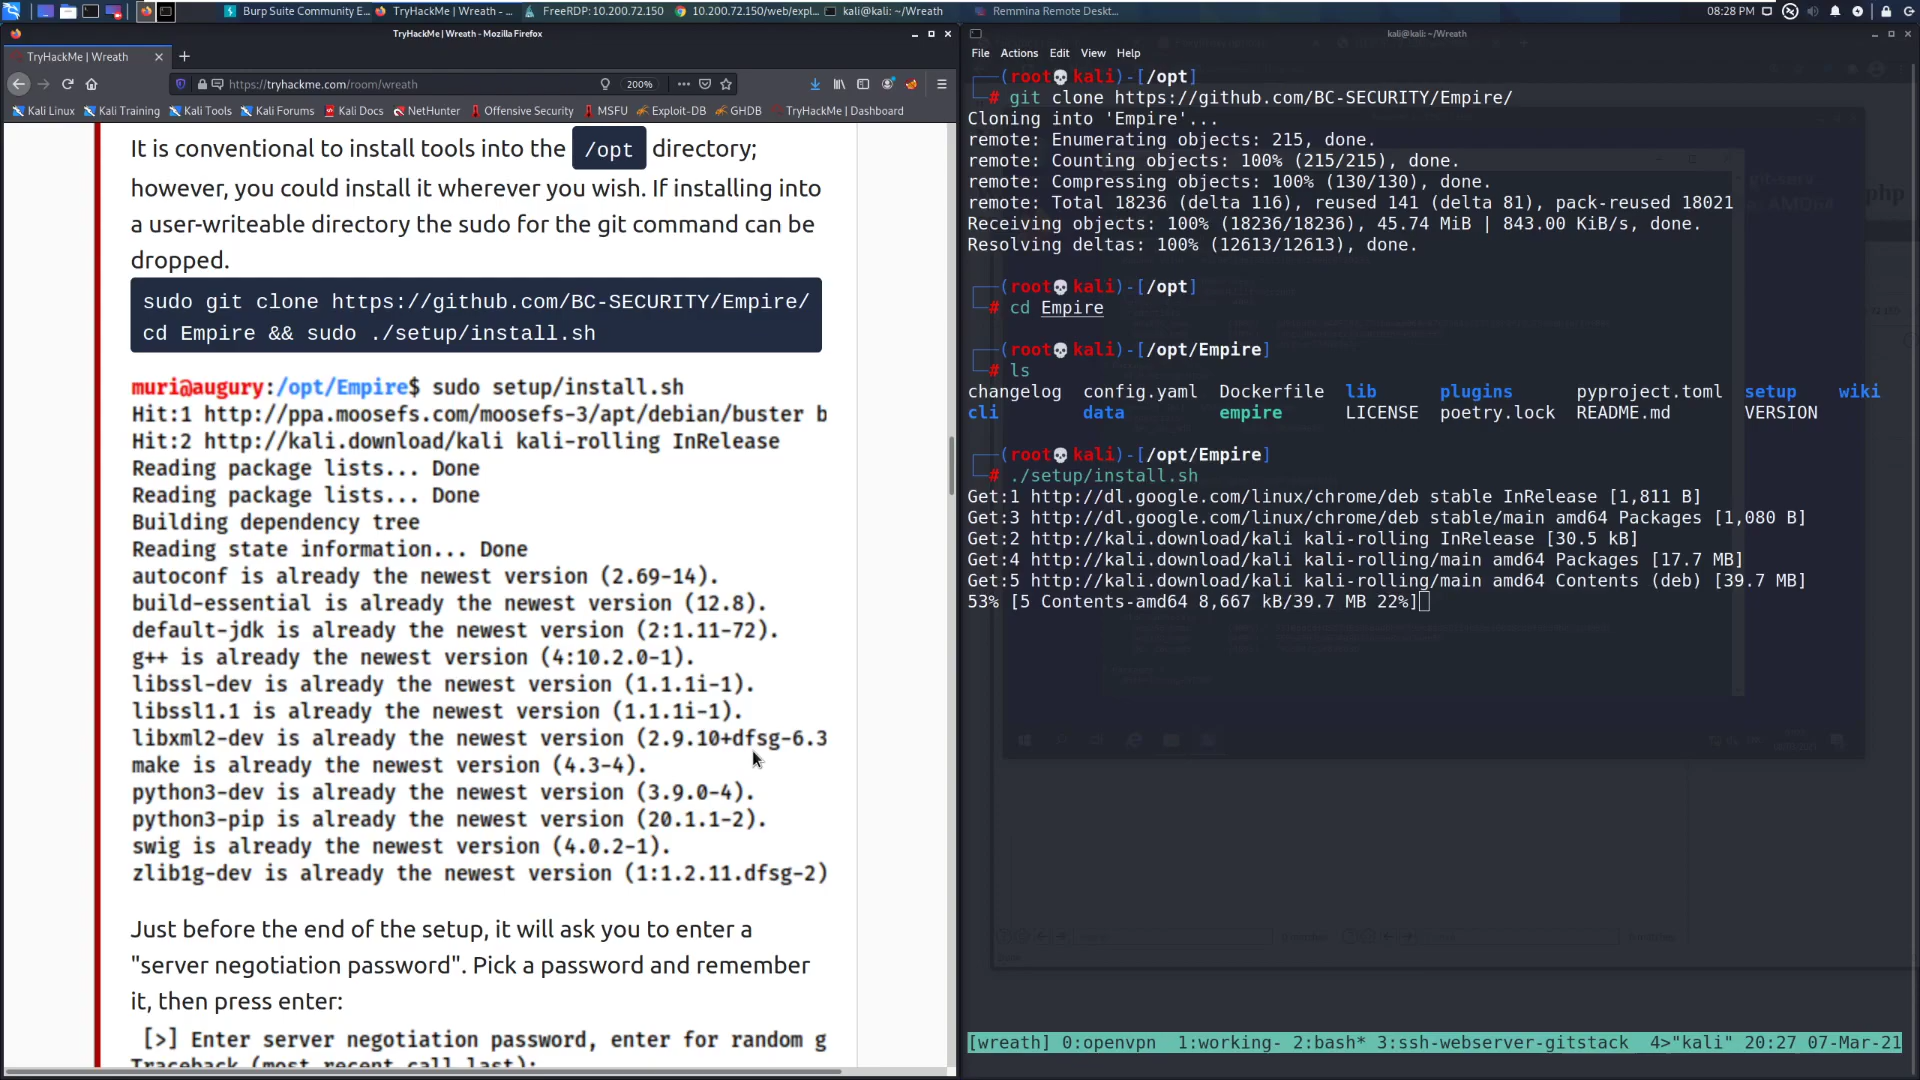 Burp Suite Community E...
TryHackMe | Wreath - ...
FreeRDP: 10.200.72.150
10.200.72.150/web/expl...
kali@kali: ~/Wreath
Remmina Remote Deskt...
08:28 PM
TryHackMe | Wreath - Mozilla Firefox
TryHackMe | Wreath
https://tryhackme.com/room/wreath
200%
Kali Linux
Kali Training
Kali Tools
Kali Forums
Kali Docs
NetHunter
Offensive Security
MSFU
Exploit-DB
GHDB
TryHackMe | Dashboard
It is conventional to install tools into the /opt directory;
however, you could install it wherever you wish. If installing into
a user-writeable directory the sudo for the git command can be
dropped.
sudo git clone https://github.com/BC-SECURITY/Empire/
cd Empire && sudo ./setup/install.sh
muri@augury:/opt/Empire$ sudo setup/install.sh
Hit:1 http://ppa.moosefs.com/moosefs-3/apt/debian/buster b
Hit:2 http://kali.download/kali kali-rolling InRelease
Reading package lists... Done
Reading package lists... Done
Building dependency tree
Reading state information... Done
autoconf is already the newest version (2.69-14).
build-essential is already the newest version (12.8).
default-jdk is already the newest version (2:1.11-72).
g++ is already the newest version (4:10.2.0-1).
libssl-dev is already the newest version (1.1.1i-1).
libssl1.1 is already the newest version (1.1.1i-1).
libxml2-dev is already the newest version (2.9.10+dfsg-6.3
make is already the newest version (4.3-4).
python3-dev is already the newest version (3.9.0-4).
python3-pip is already the newest version (20.1.1-2).
swig is already the newest version (4.0.2-1).
zlib1g-dev is already the newest version (1:1.2.11.dfsg-2)
Just before the end of the setup, it will ask you to enter a
"server negotiation password". Pick a password and remember
it, then press enter:
[>] Enter server negotiation password, enter for random g
Traceback (most recent call last):
kali@kali: ~/Wreath
File Actions Edit View Help
(root💀kali)-[/opt]
# git clone https://github.com/BC-SECURITY/Empire/
Cloning into 'Empire'...
remote: Enumerating objects: 215, done.
remote: Counting objects: 100% (215/215), done.
remote: Compressing objects: 100% (130/130), done.
remote: Total 18236 (delta 116), reused 141 (delta 81), pack-reused 18021
Receiving objects: 100% (18236/18236), 45.74 MiB | 843.00 KiB/s, done.
Resolving deltas: 100% (12613/12613), done.
(root💀kali)-[/opt]
# cd Empire
(root💀kali)-[/opt/Empire]
# ls
changelog config.yaml Dockerfile lib plugins pyproject.toml setup wiki
cli data empire LICENSE poetry.lock README.md VERSION
(root💀kali)-[/opt/Empire]
# ./setup/install.sh
Get:1 http://dl.google.com/linux/chrome/deb stable InRelease [1,811 B]
Get:3 http://dl.google.com/linux/chrome/deb stable/main amd64 Packages [1,080 B]
Get:2 http://kali.download/kali kali-rolling InRelease [30.5 kB]
Get:4 http://kali.download/kali kali-rolling/main amd64 Packages [17.7 MB]
Get:5 http://kali.download/kali kali-rolling/main amd64 Contents (deb) [39.7 MB]
53% [5 Contents-amd64 8,667 kB/39.7 MB 22%]
[wreath] 0:openvpn 1:working- 2:bash* 3:ssh-webserver-gitstack 4>"kali" 20:27 07-Mar-21